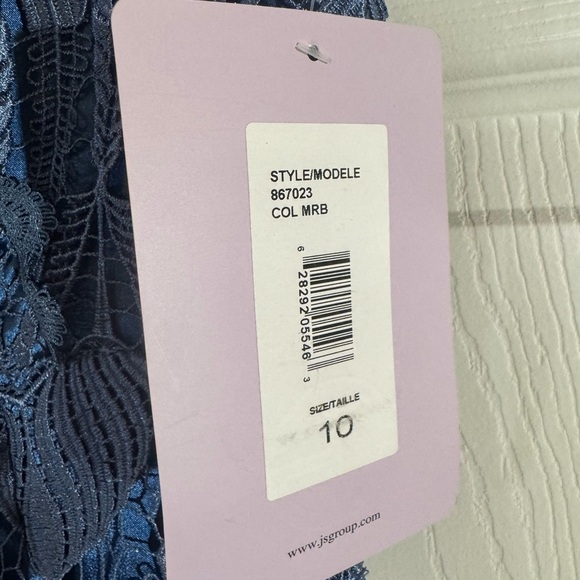 STYLE/MODELE
867023
COL MRB
6 28292 05546 3
SIZE/TAILLE
10
www.jsgroup.com